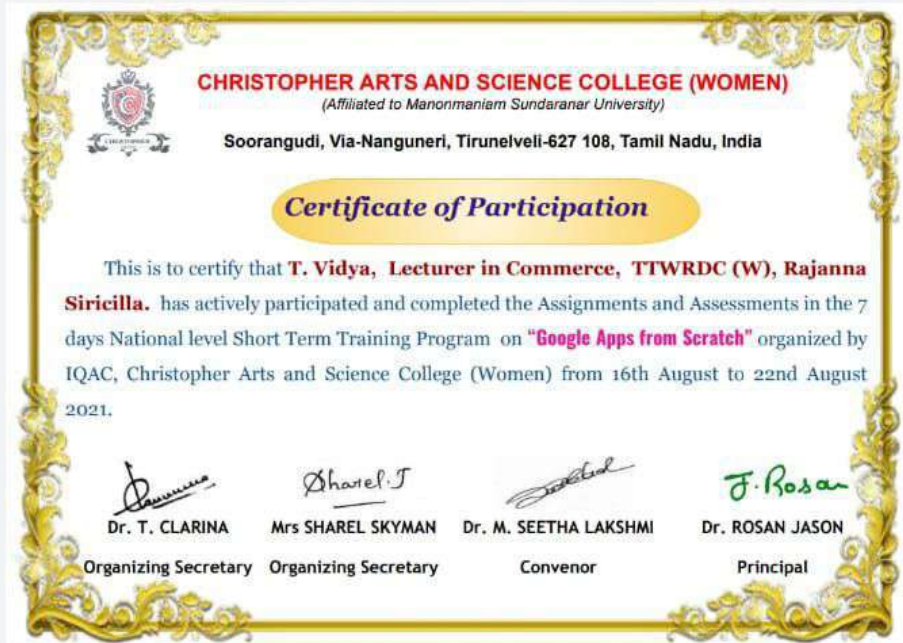 CHRISTOPHER ARTS AND SCIENCE COLLEGE (WOMEN)
(Affiliated to Manonmaniam Sundaranar University)
CHRISTOPHER
Soorangudi, Via-Nanguneri, Tirunelveli-627 108, Tamil Nadu, India
Certificate of Participation
This is to certify that T. Vidya, Lecturer in Commerce, TTWRDC (W), Rajanna
Siricilla. has actively participated and completed the Assignments and Assessments in the 7
days National level Short Term Training Program on "Google Apps from Scratch" organized by
IQAC, Christopher Arts and Science College (Women) from 16th August to 22nd August
2021.
Sharel.J J.Rosan
Dr. T. CLARINA Mrs SHAREL SKYMAN Dr. M. SEETHA LAKSHMI Dr. ROSAN JASON
Organizing Secretary Organizing Secretary Convenor Principal